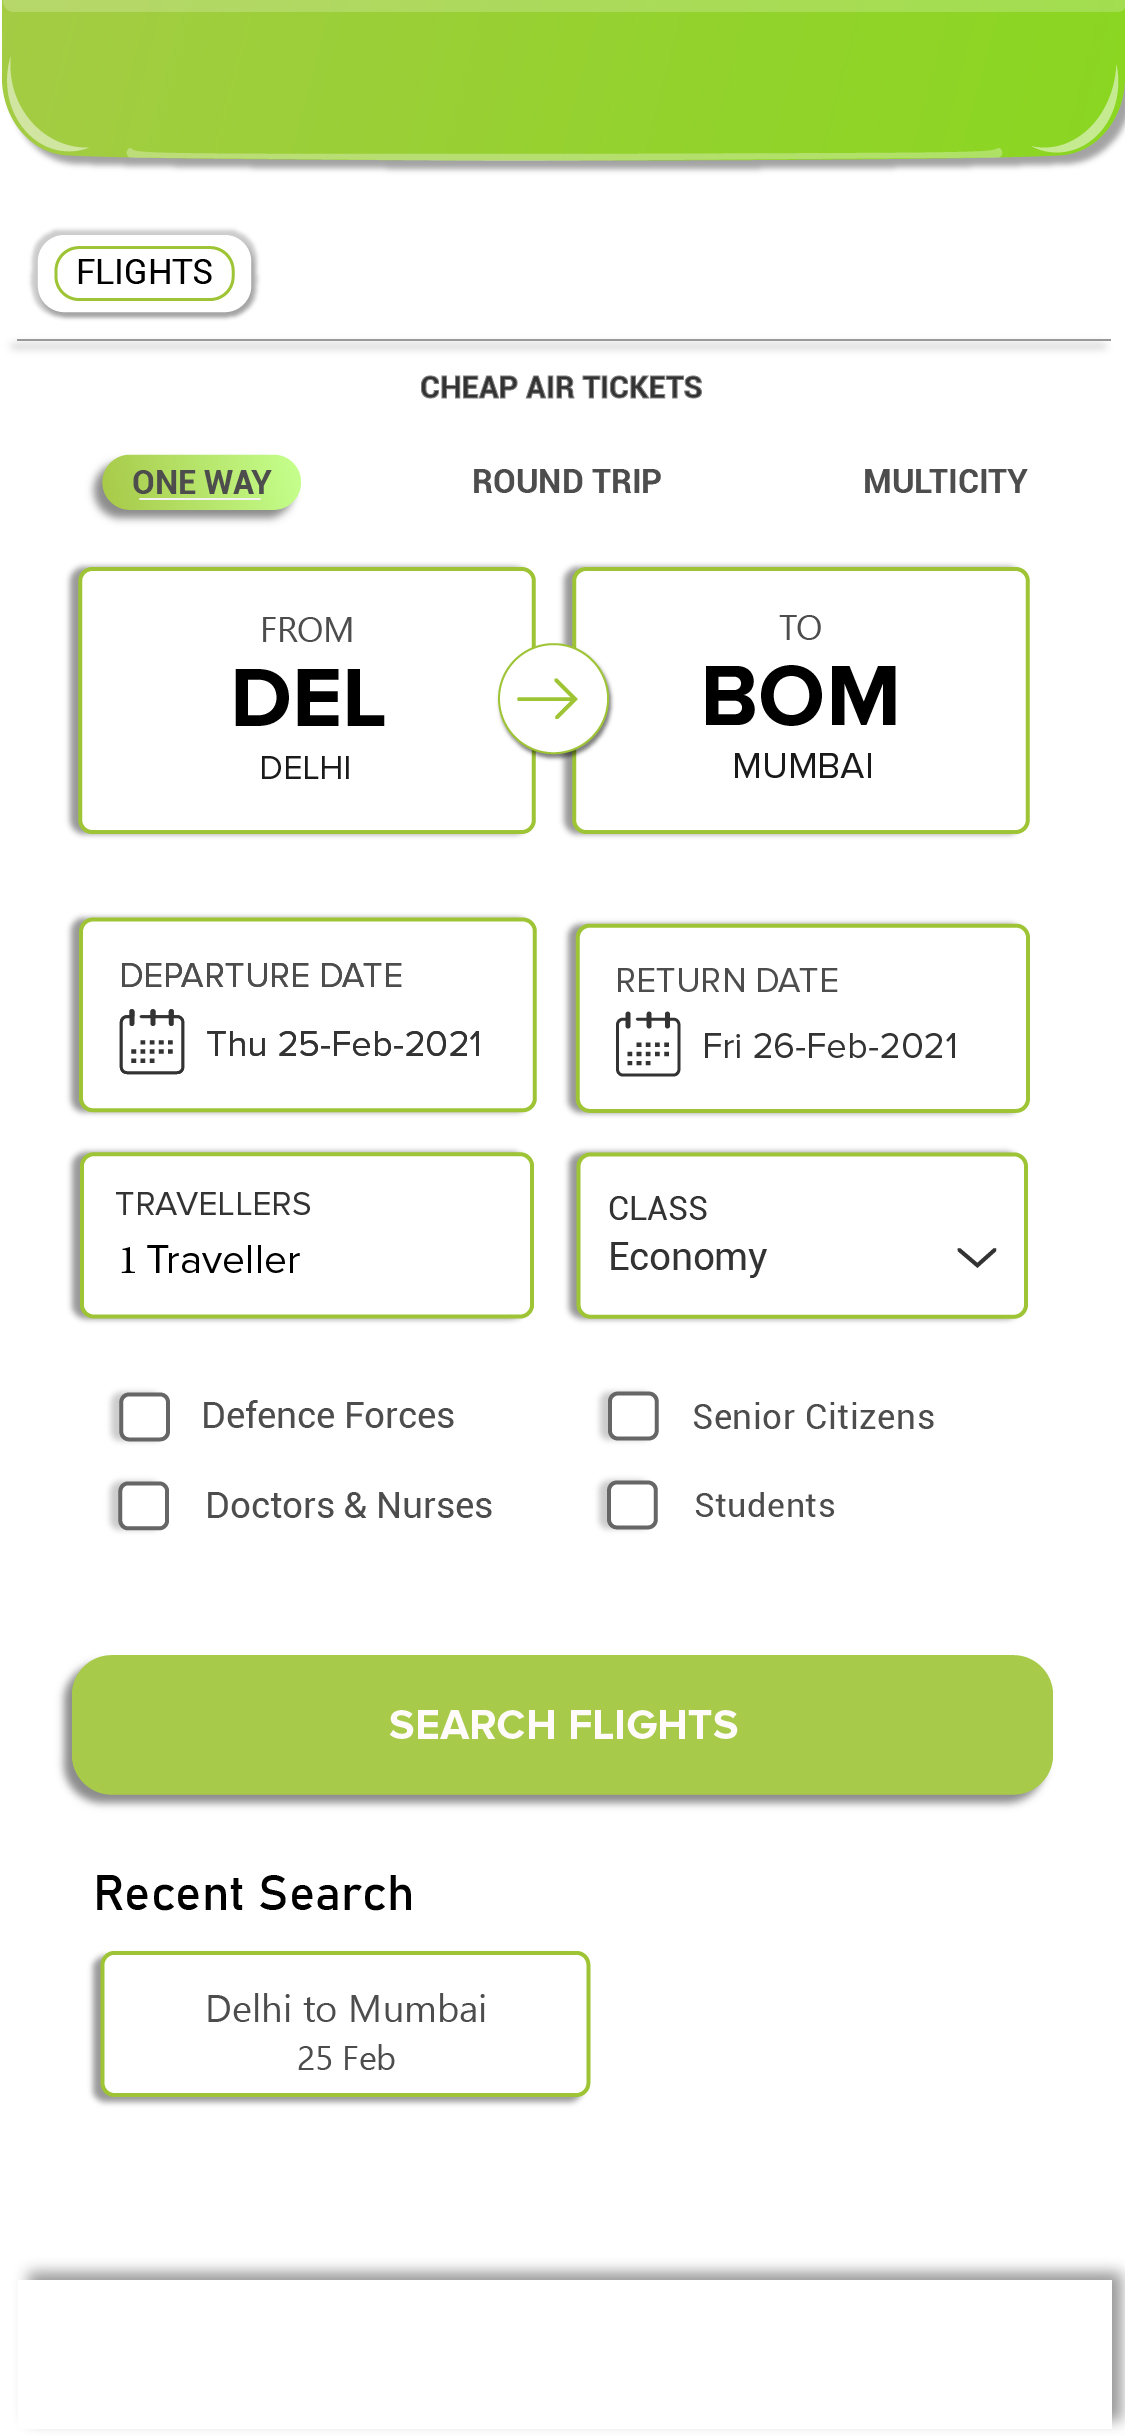 FLIGHTS
CHEAP AIR TICKETS
ONE WAY ROUND TRIP MULTICITY
FROM
DEL
DELHI
TO
BOM
MUMBAI
DEPARTURE DATE
Thu 25-Feb-2021
RETURN DATE
Fri 26-Feb-2021
TRAVELLERS
1 Traveller
CLASS
Economy
Defence Forces
Senior Citizens
Doctors & Nurses
Students
SEARCH FLIGHTS
Recent Search
Delhi to Mumbai
25 Feb